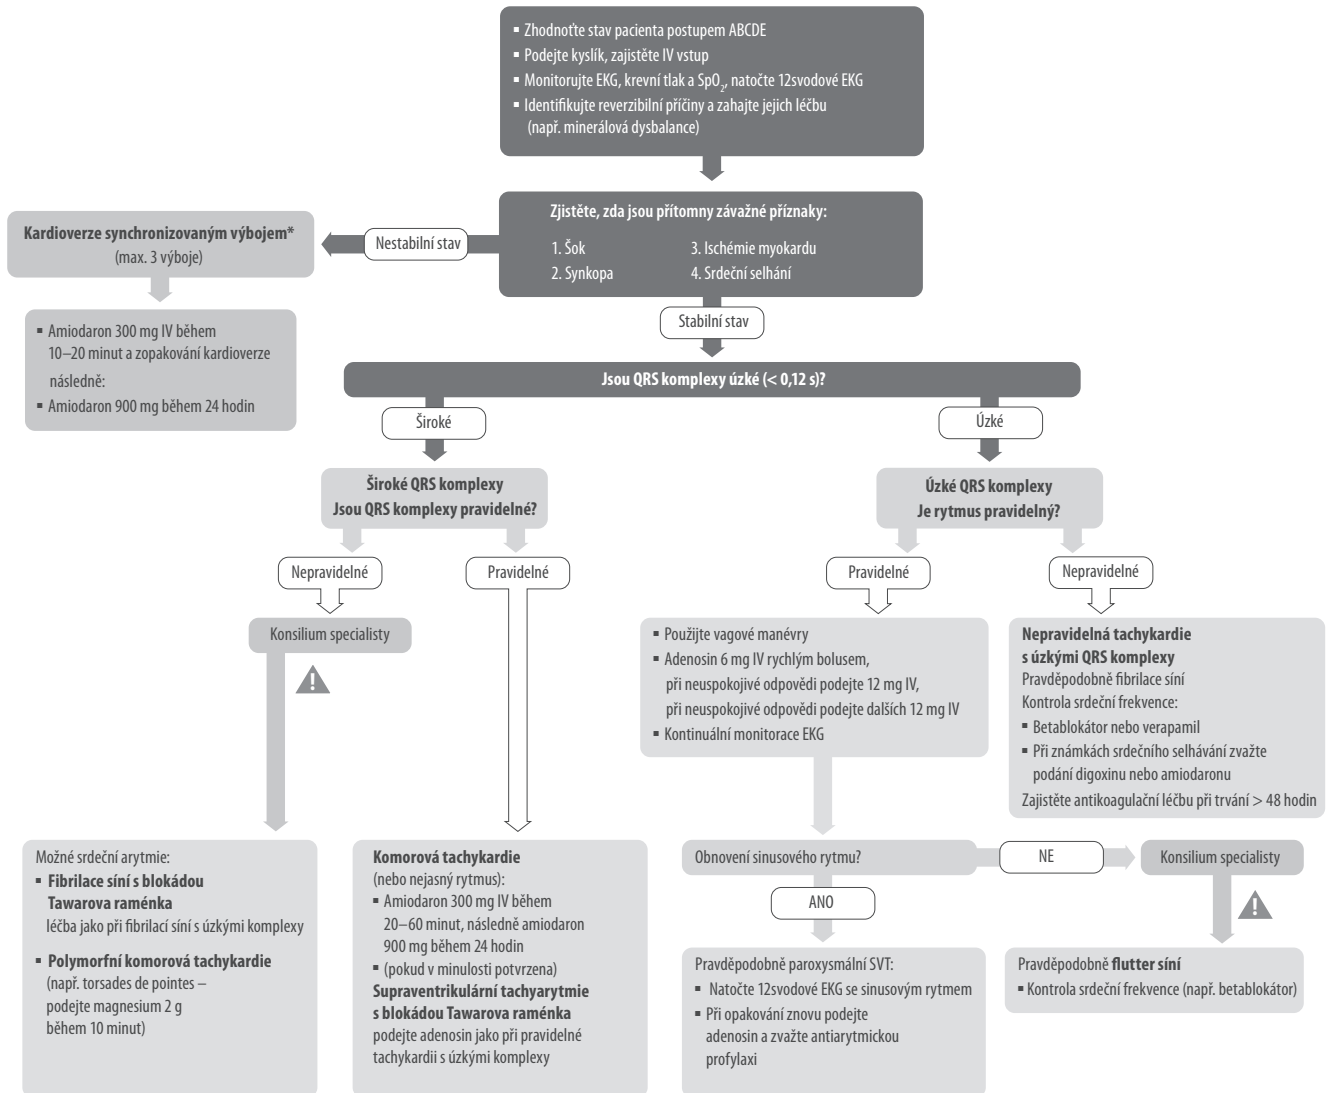 ▪ Zhodnoťte stav pacienta postupem ABCDE
▪ Podejte kyslík, zajistěte IV vstup
▪ Monitorujte EKG, krevní tlak a SpO₂, natočte 12svodové EKG
▪ Identifikujte reverzibilní příčiny a zahajte jejich léčbu
(např. minerálová dysbalance)
Zjistěte, zda jsou přítomny závažné příznaky:
1. Šok
2. Synkopa
3. Ischémie myokardu
4. Srdeční selhání
Nestabilní stav
Kardioverze synchronizovaným výbojem*
(max. 3 výboje)
▪ Amiodaron 300 mg IV během
10–20 minut a zopakování kardioverze
následně:
▪ Amiodaron 900 mg během 24 hodin
Stabilní stav
Jsou QRS komplexy úzké (< 0,12 s)?
Široké
Úzké
Široké QRS komplexy
Jsou QRS komplexy pravidelné?
Úzké QRS komplexy
Je rytmus pravidelný?
Nepravidelné
Pravidelné
Pravidelné
Nepravidelné
Konsilium specialisty
▪ Použijte vagové manévry
▪ Adenosin 6 mg IV rychlým bolusem,
při neuspokojivé odpovědi podejte 12 mg IV,
při neuspokojivé odpovědi podejte dalších 12 mg IV
▪ Kontinuální monitorace EKG
Nepravidelná tachykardie
s úzkými QRS komplexy
Pravděpodobně fibrilace síní
Kontrola srdeční frekvence:
▪ Betablokátor nebo verapamil
▪ Při známkách srdečního selhávání zvažte
podání digoxinu nebo amiodaronu
Zajistěte antikoagulační léčbu při trvání > 48 hodin
Možné srdeční arytmie:
▪ Fibrilace síní s blokádou
Tawarova raménka
léčba jako při fibrilací síní s úzkými komplexy
▪ Polymorfní komorová tachykardie
(např. torsades de pointes –
podejte magnesium 2 g
během 10 minut)
Komorová tachykardie
(nebo nejasný rytmus):
▪ Amiodaron 300 mg IV během
20–60 minut, následně amiodaron
900 mg během 24 hodin
▪ (pokud v minulosti potvrzena)
Supraventrikulární tachyarytmie
s blokádou Tawarova raménka
podejte adenosin jako při pravidelné
tachykardii s úzkými komplexy
Obnovení sinusového rytmu?
NE
Konsilium specialisty
ANO
Pravděpodobně paroxysmální SVT:
▪ Natočte 12svodové EKG se sinusovým rytmem
▪ Při opakování znovu podejte
adenosin a zvažte antiarytmickou
profylaxi
Pravděpodobně flutter síní
▪ Kontrola srdeční frekvence (např. betablokátor)